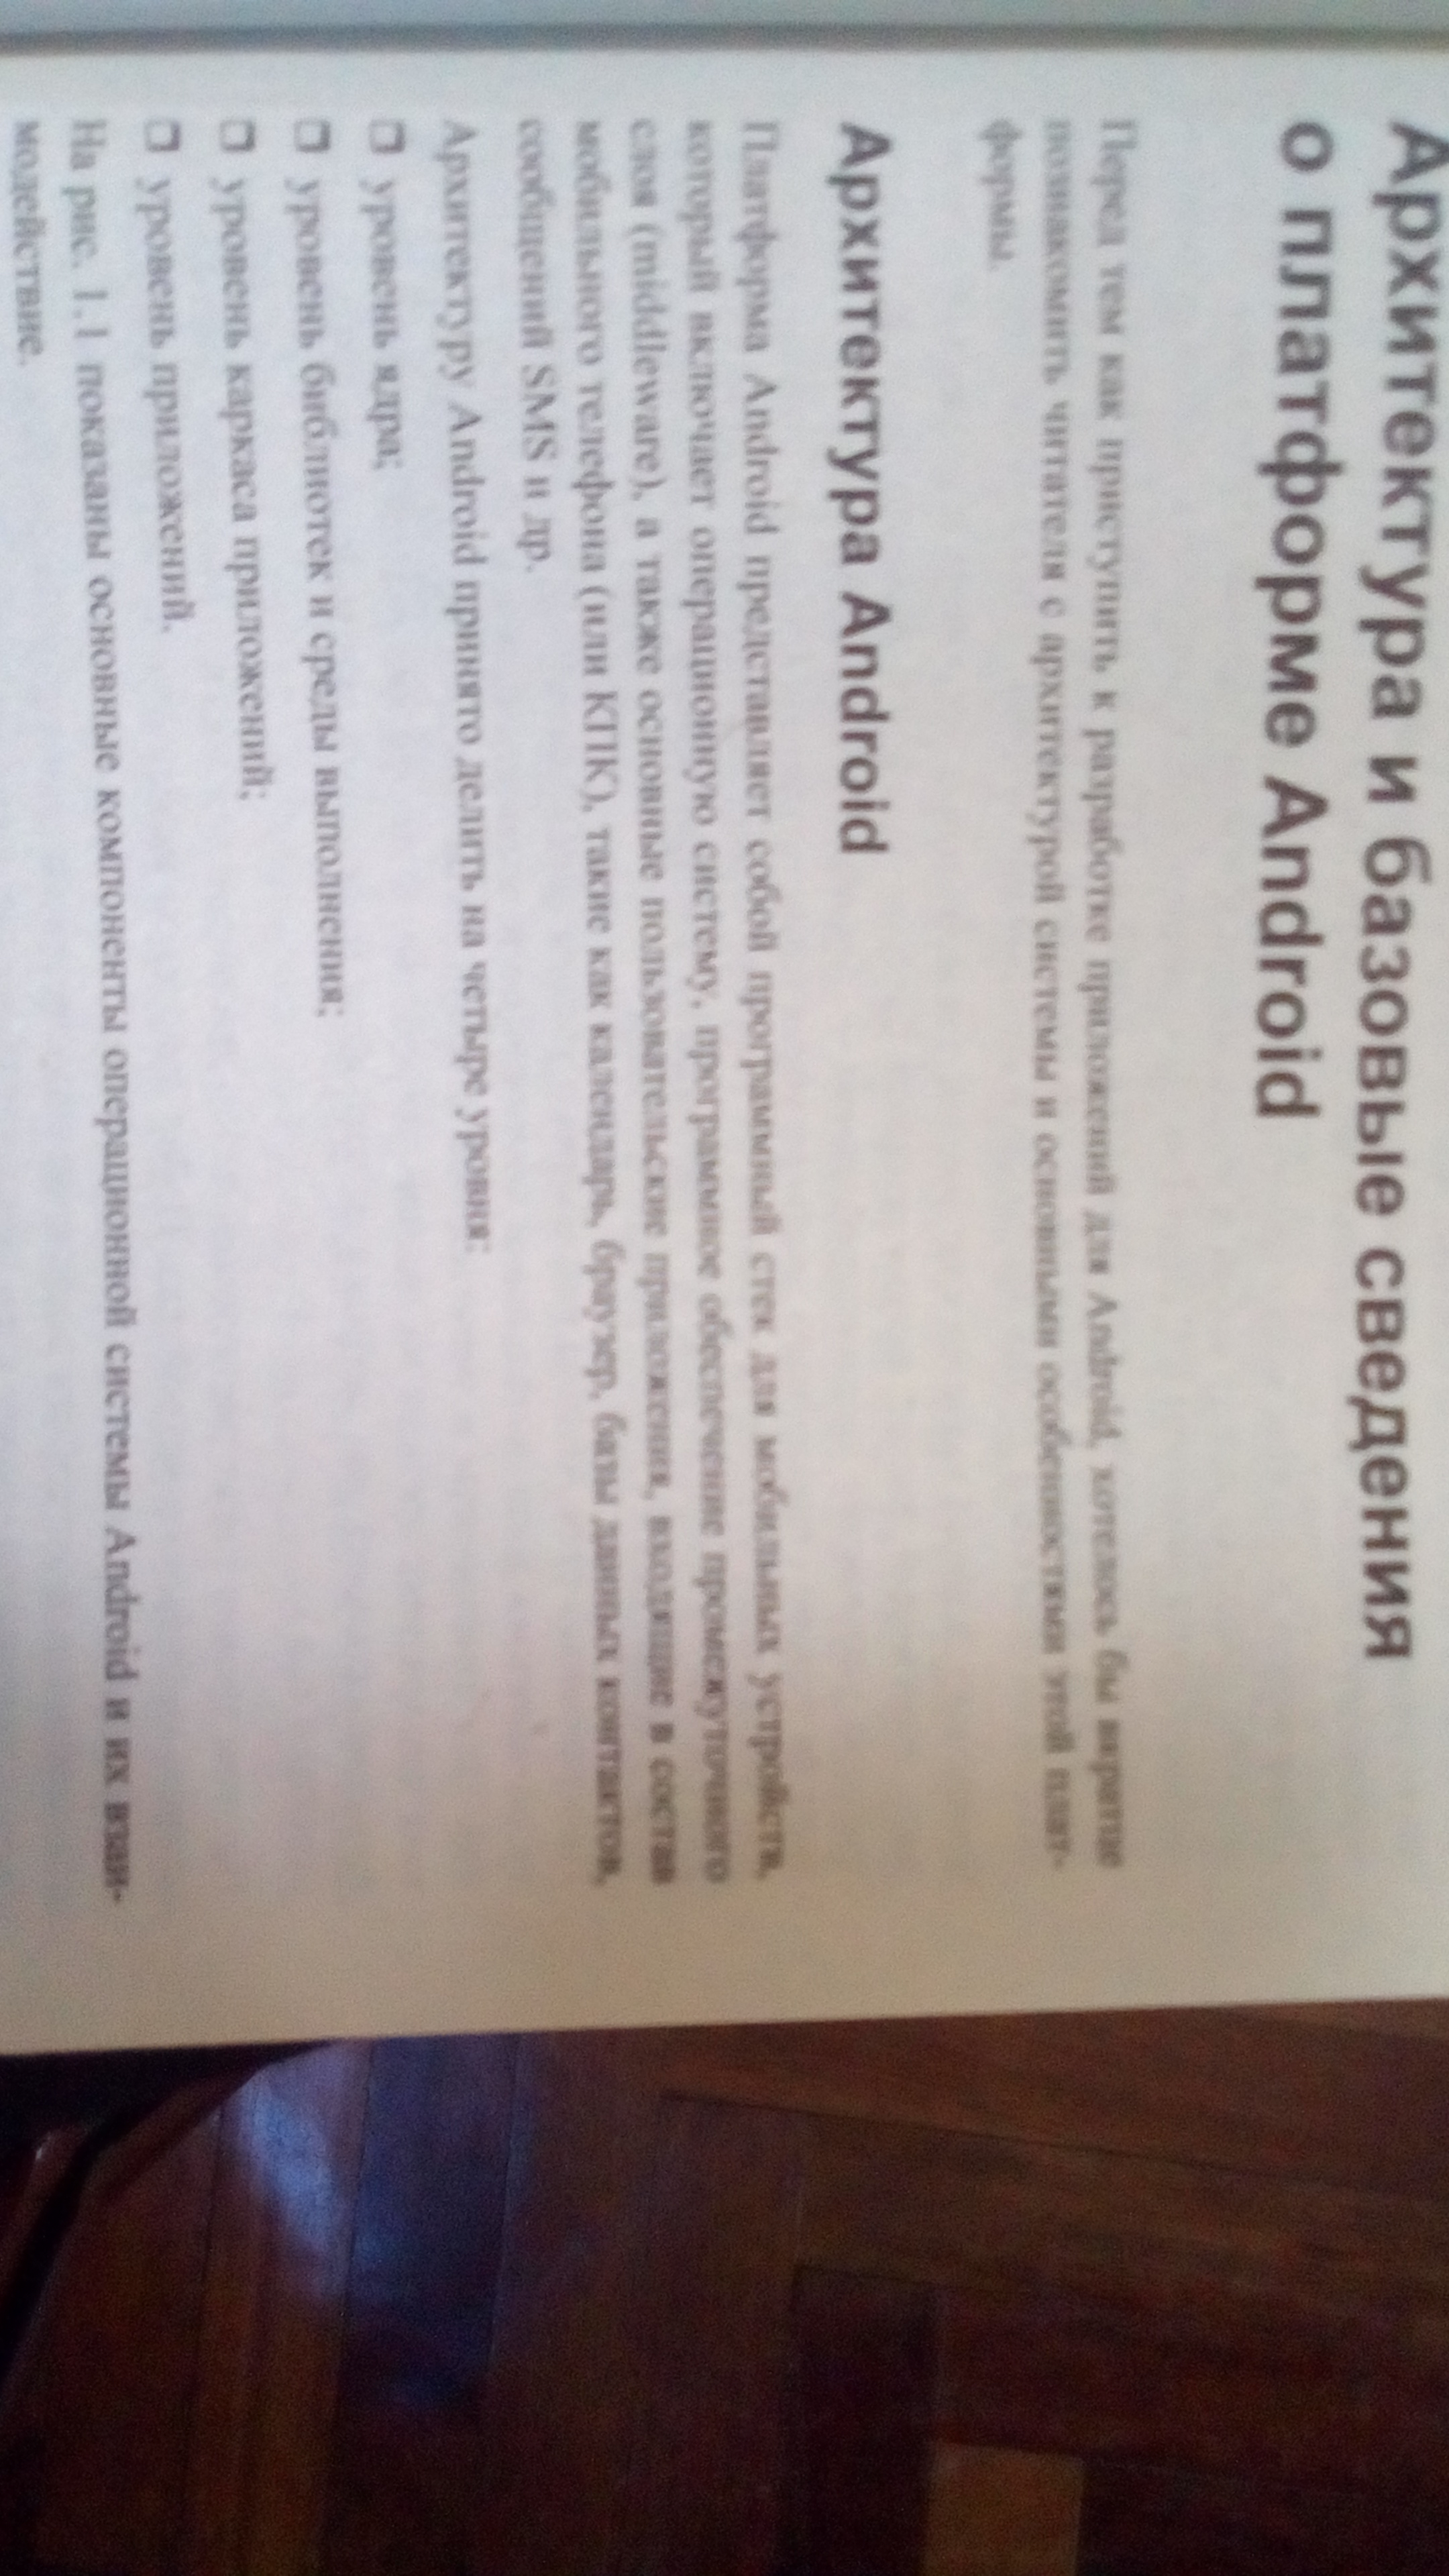 Архитектура и базовые сведения
о платформе Android
Перед тем как приступить к разработке приложений для Android, хотелось бы вкратце
познакомить читателя с архитектурой системы и основными особенностями этой плат-
формы.
Архитектура Android
Платформа Android представляет собой программный стек для мобильных устройств,
который включает операционную систему, программное обеспечение промежуточного
слоя (middleware), а также основные пользовательские приложения, входящие в состав
мобильного телефона (или КПК), такие как календарь, браузер, базы данных контактов,
сообщений SMS и др.
Архитектуру Android принято делить на четыре уровня:
❒ уровень ядра;
❒ уровень библиотек и среды выполнения;
❒ уровень каркаса приложений;
❒ уровень приложений.
На рис. 1.1 показаны основные компоненты операционной системы Android и их взаи-
модействие.